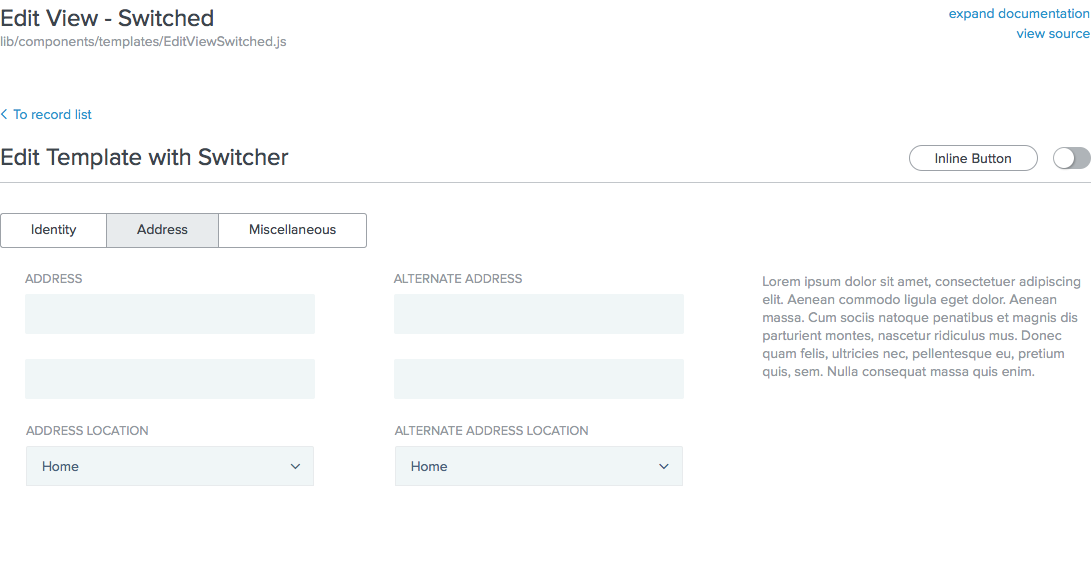 Edit View - Switched
expand documentation
lib/components/templates/EditViewSwitched.js
view source
To record list
Edit Template with Switcher
Inline Button
Identity
Address
Miscellaneous
ADDRESS
ALTERNATE ADDRESS
Lorem ipsum dolor sit amet, consectetuer adipiscing
elit. Aenean commodo ligula eget dolor. Aenean
massa. Cum sociis natoque penatibus et magnis dis
parturient montes, nascetur ridiculus mus. Donec
quam felis, ultricies nec, pellentesque eu, pretium
quis, sem. Nulla consequat massa quis enim.
ADDRESS LOCATION
ALTERNATE ADDRESS LOCATION
Home
Home